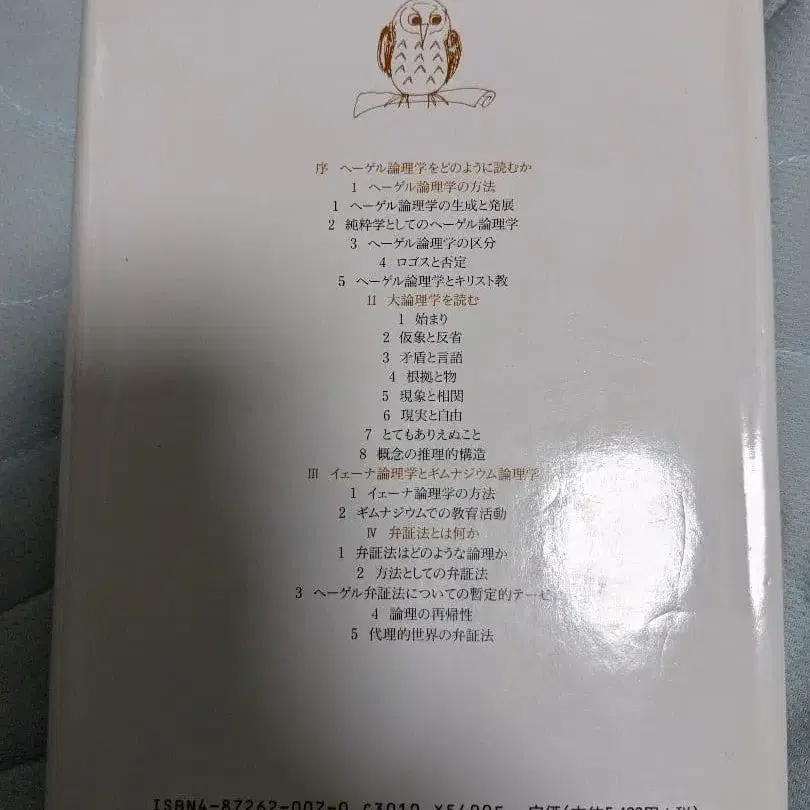 序 ヘーゲル論理学をどのように読むか
I ヘーゲル論理学の方法
1 ヘーゲル論理学の生成と発展
2 純粋学としてのヘーゲル論理学
3 ヘーゲル論理学の区分
4 ロゴスと否定
5 ヘーゲル論理学とキリスト教
II 大論理学を読む
1 始まり
2 仮象と反省
3 矛盾と言語
4 根拠と物
5 現象と相関
6 現実と自由
7 とてもありえぬこと
8 概念の推理的構造
III イェーナ論理学とギムナジウム論理学
1 イェーナ論理学の方法
2 ギムナジウムでの教育活動
IV 弁証法とは何か
1 弁証法はどのような論理か
2 方法としての弁証法
3 ヘーゲル弁証法についての暫定的テーゼ
4 論理の再帰性
5 代理的世界の弁証法
ISBN4-87262-007-0 C3010